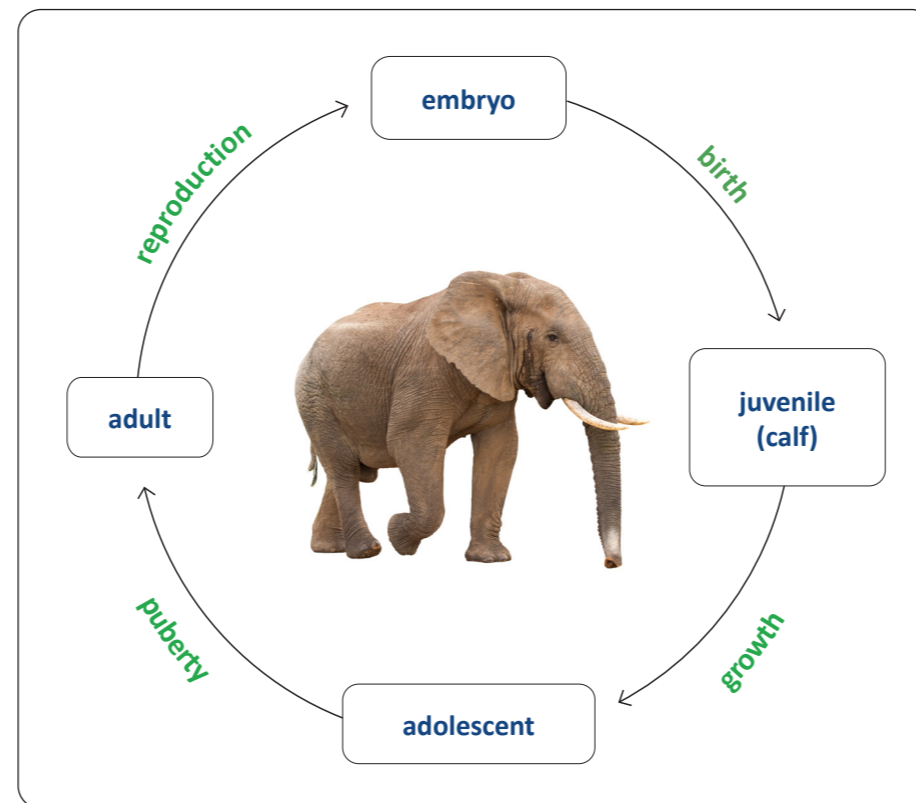 embryo
birth
juvenile
(calf)
growth
adolescent
puberty
adult
reproduction